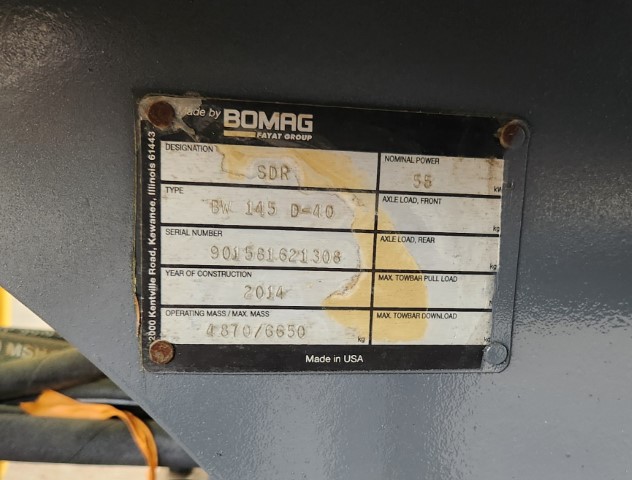 Made by BOMAG
FAYAT GROUP
DESIGNATION
SDR
NOMINAL POWER
55
kW
TYPE
BW 145 D-40
AXLE LOAD, FRONT
kg
SERIAL NUMBER
901581621308
AXLE LOAD, REAR
kg
YEAR OF CONSTRUCTION
2014
MAX. TOWBAR PULL LOAD
kg
OPERATING MASS / MAX. MASS
4870/6650
kg
MAX. TOWBAR DOWNLOAD
kg
Made in USA
2000 Kentville Road, Kewanee, Illinois 61443